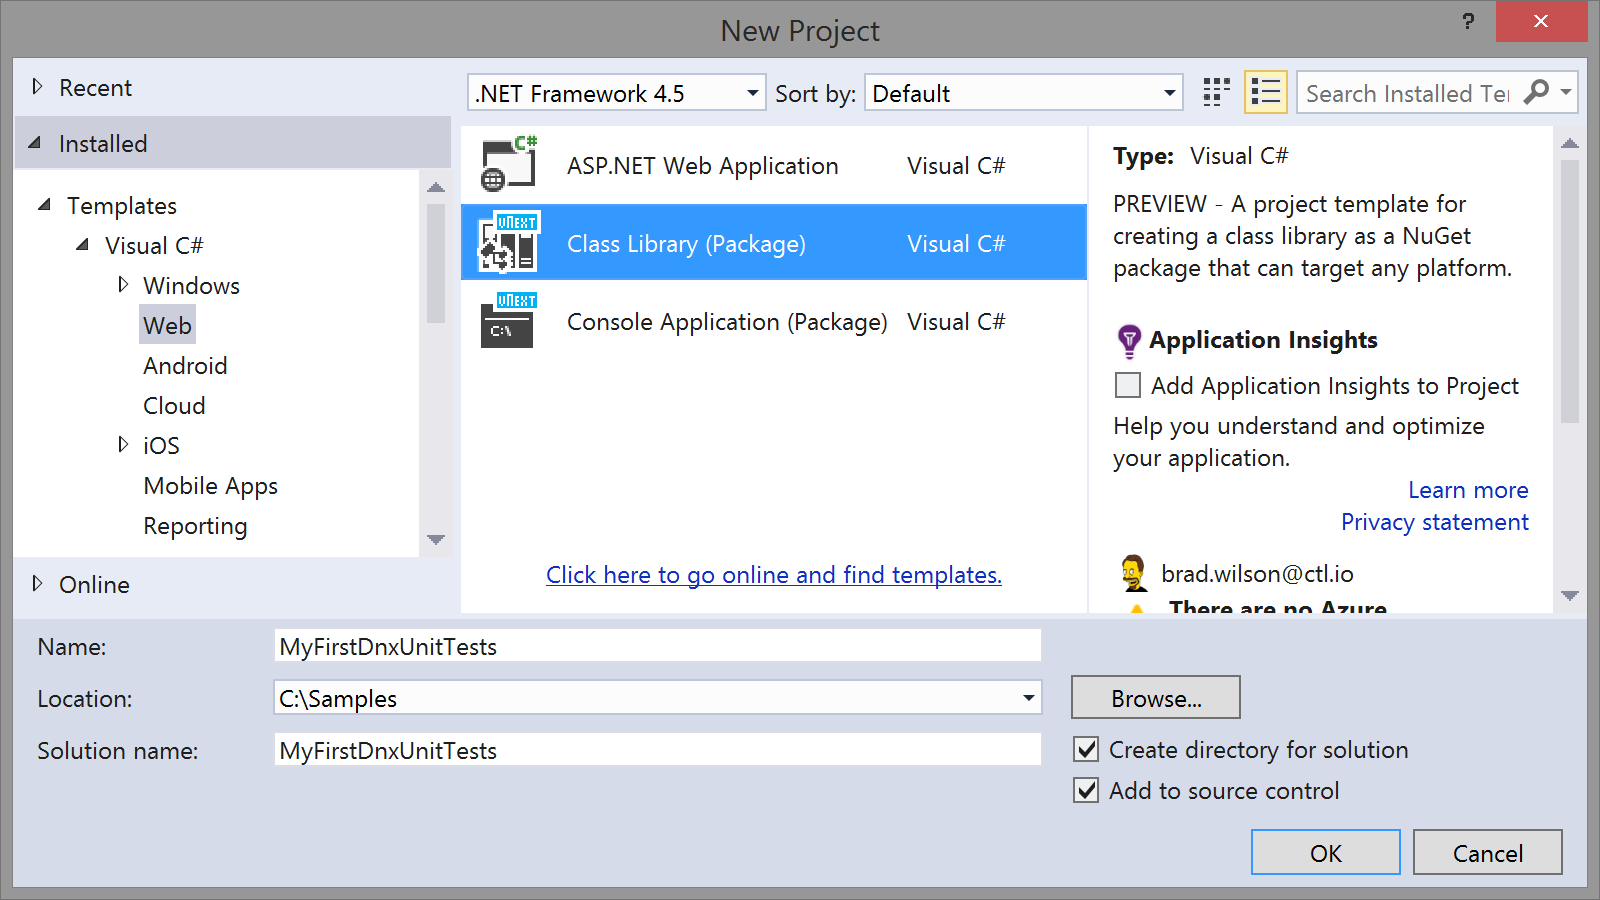 New Project
?
Recent
Installed
Templates
Visual C#
Windows
Web
Android
Cloud
iOS
Mobile Apps
Reporting
Online
.NET Framework 4.5
Sort by:
Default
Search Installed Te
C#
ASP.NET Web Application Visual C#
vNEXT
Class Library (Package) Visual C#
vNEXT
C:\
Console Application (Package) Visual C#
Click here to go online and find templates.
Type: Visual C#
PREVIEW - A project template for
creating a class library as a NuGet
package that can target any platform.
Application Insights
Add Application Insights to Project
Help you understand and optimize
your application.
Learn more
Privacy statement
brad.wilson@ctl.io
There are no Azure
Name: MyFirstDnxUnitTests
Location: C:\Samples
Browse...
Solution name: MyFirstDnxUnitTests
Create directory for solution
Add to source control
OK
Cancel